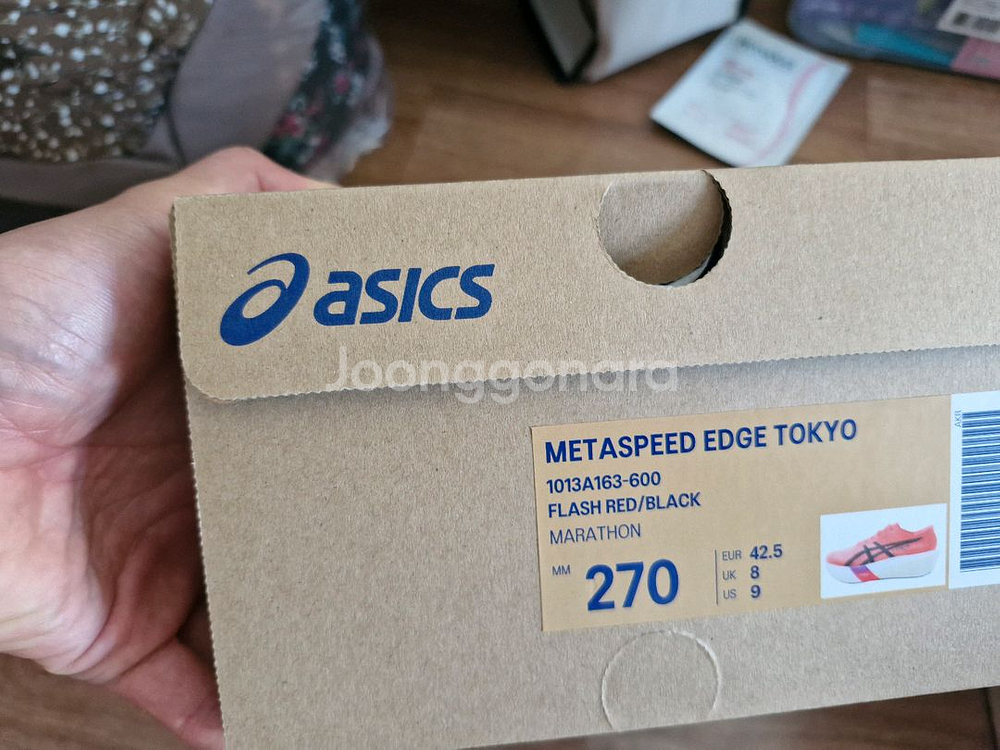 asics
Joonggonara
METASPEED EDGE TOKYO
1013A163-600
FLASH RED/BLACK
MARATHON
MM 270
EUR 42.5
UK 8
US 9
AKR